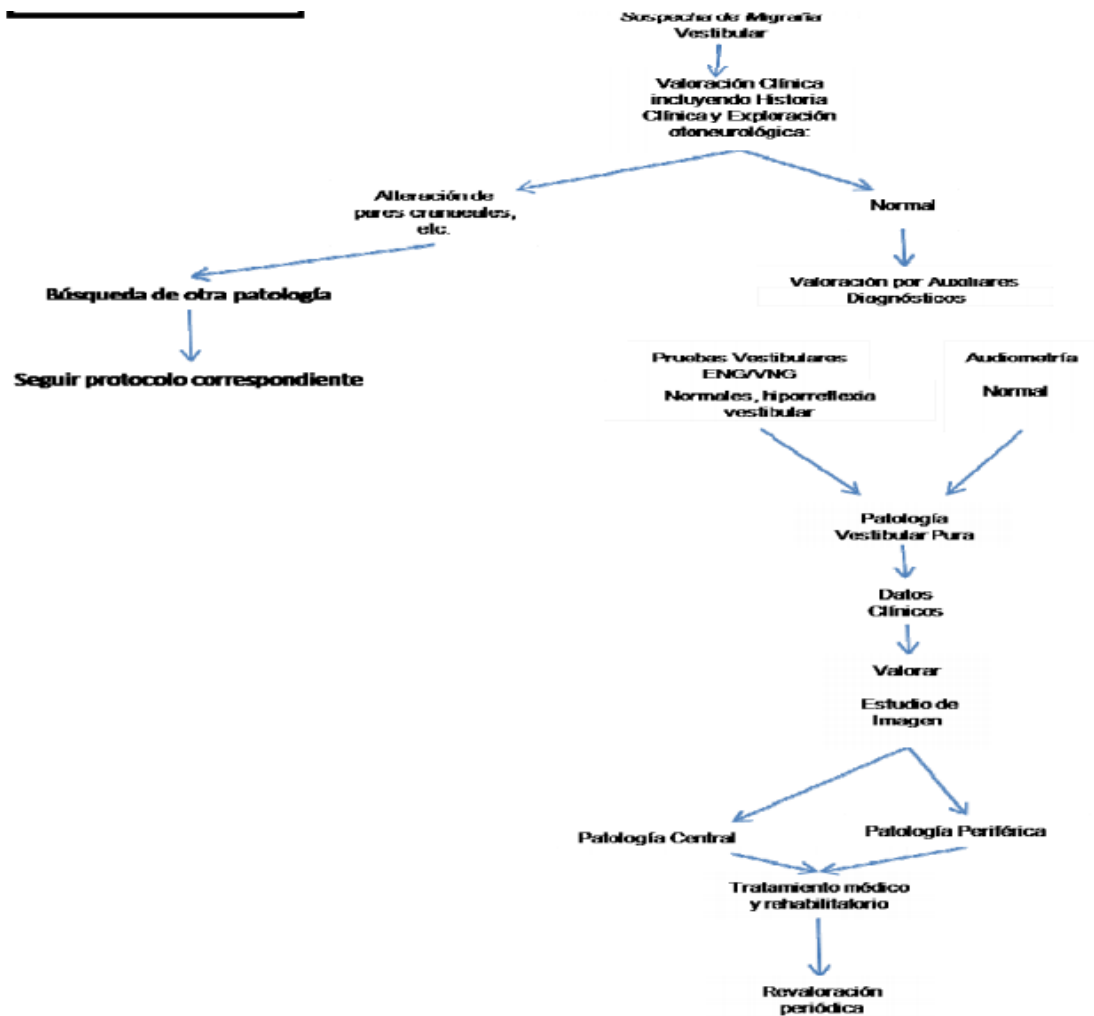 Sospecha de Migraña
Vestibular
Valoración Clínica
incluyendo Historia
Clínica y Exploración
otoneurológica:
Alteración de
pares cranueales,
etc.
Normal
Búsqueda de otra patología
Valoración por Auxiliares
Diagnósticos
Seguir protocolo correspondiente
Pruebas Vestibulares
ENG/VNG
Normales, hiporreflexia
vestibular
Audiometría
Normal
Patología
Vestibular Pura
Datos
Clínicos
Valorar
Estudio de
Imagen
Patología Central
Patología Periférica
Tratamiento médico
y rehabilitatorio
Revaloración
periódica